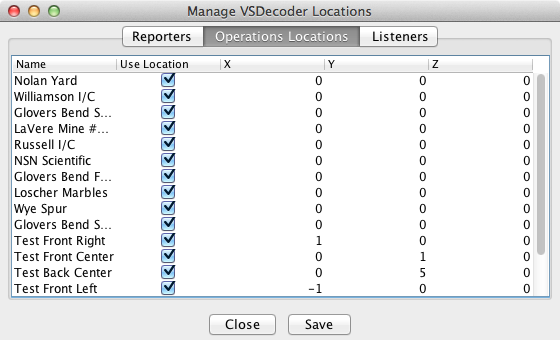 Manage VSDecoder Locations
Reporters Operations Locations Listeners
Name Use Location X Y Z
Nolan Yard 0 0 0
Williamson I/C 0 0 0
Glovers Bend S... 0 0 0
LaVere Mine #... 0 0 0
Russell I/C 0 0 0
NSN Scientific 0 0 0
Glovers Bend F... 0 0 0
Loscher Marbles 0 0 0
Wye Spur 0 0 0
Glovers Bend S... 0 0 0
Test Front Right 1 0 0
Test Front Center 0 1 0
Test Back Center 0 5 0
Test Front Left -1 0 0
Close Save